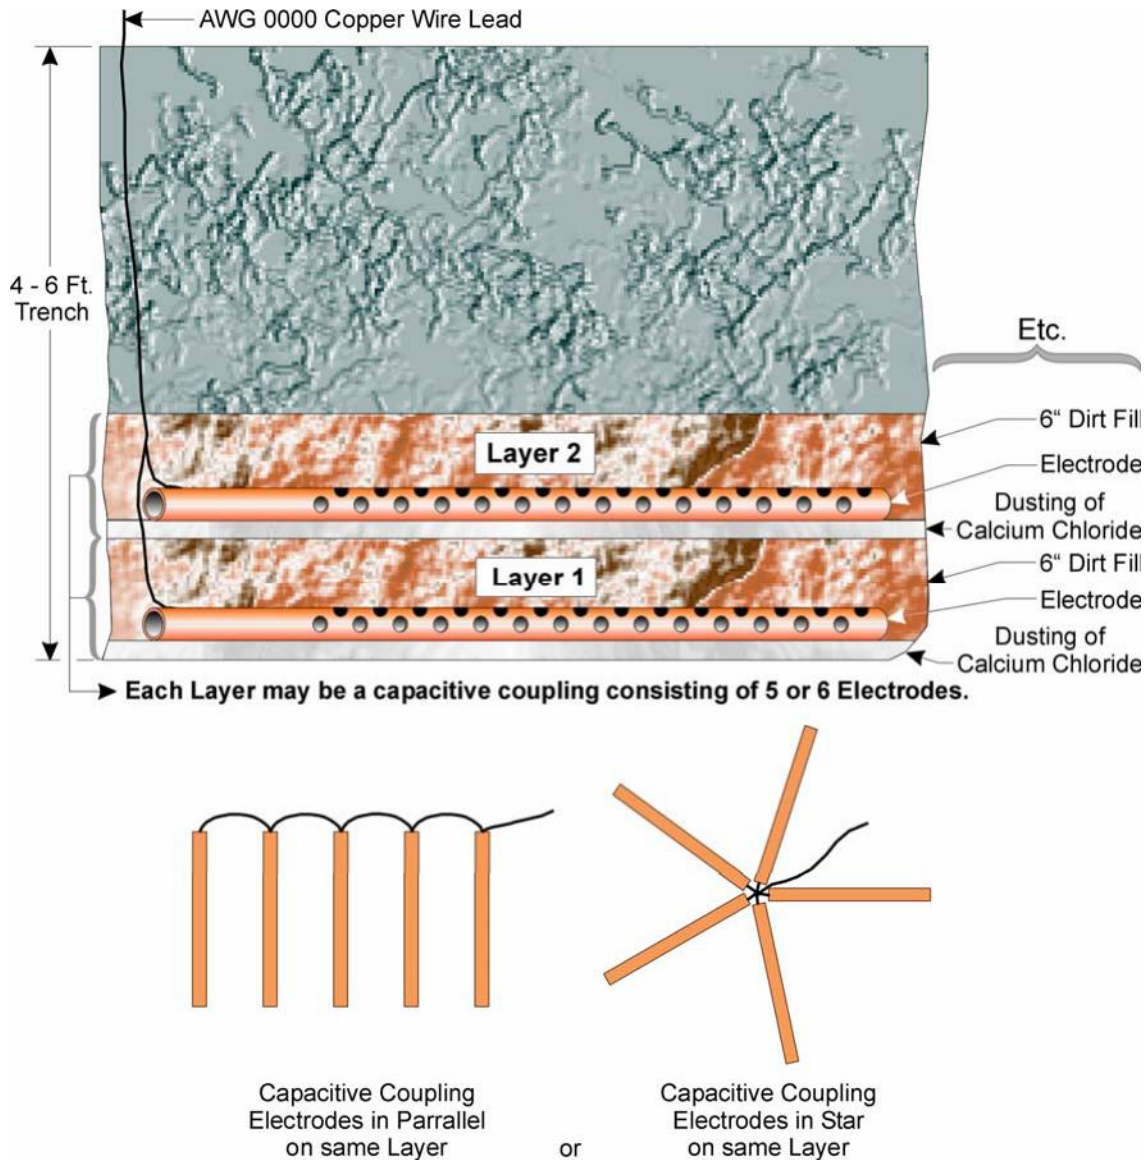 AWG 0000 Copper Wire Lead
4 - 6 Ft.
Trench
Etc.
6“ Dirt Fill
Layer 2
Electrode
Dusting of
Calcium Chloride
6“ Dirt Fill
Layer 1
Electrode
Dusting of
Calcium Chloride
Each Layer may be a capacitive coupling consisting of 5 or 6 Electrodes.
Capacitive Coupling
Electrodes in Parrallel
on same Layer
or
Capacitive Coupling
Electrodes in Star
on same Layer